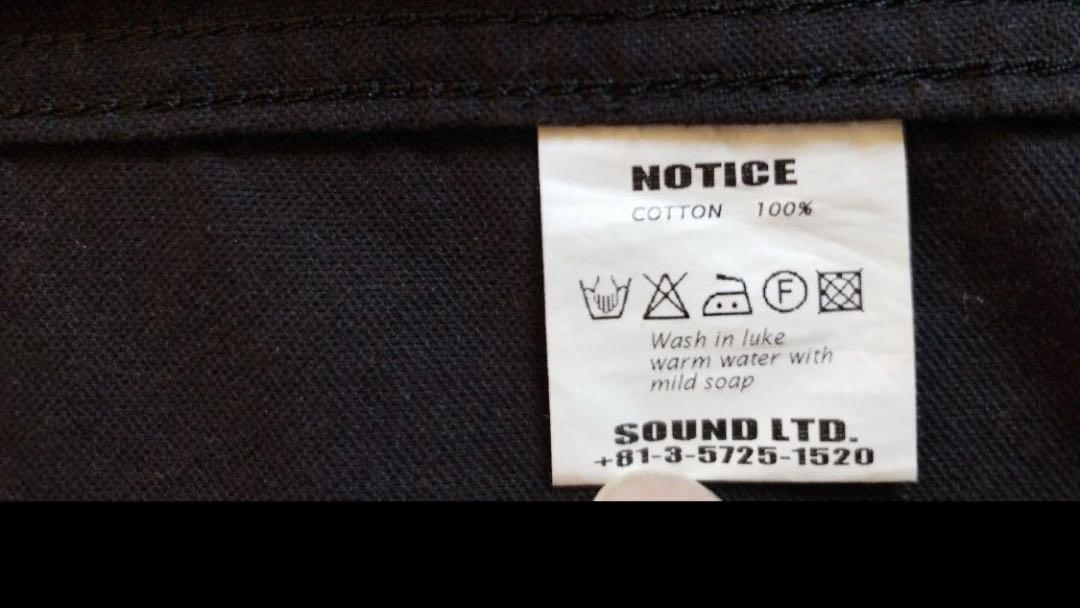 NOTICE
COTTON 100%
F
Wash in luke
warm water with
mild soap
SOUND LTD.
+81-3-5725-1520